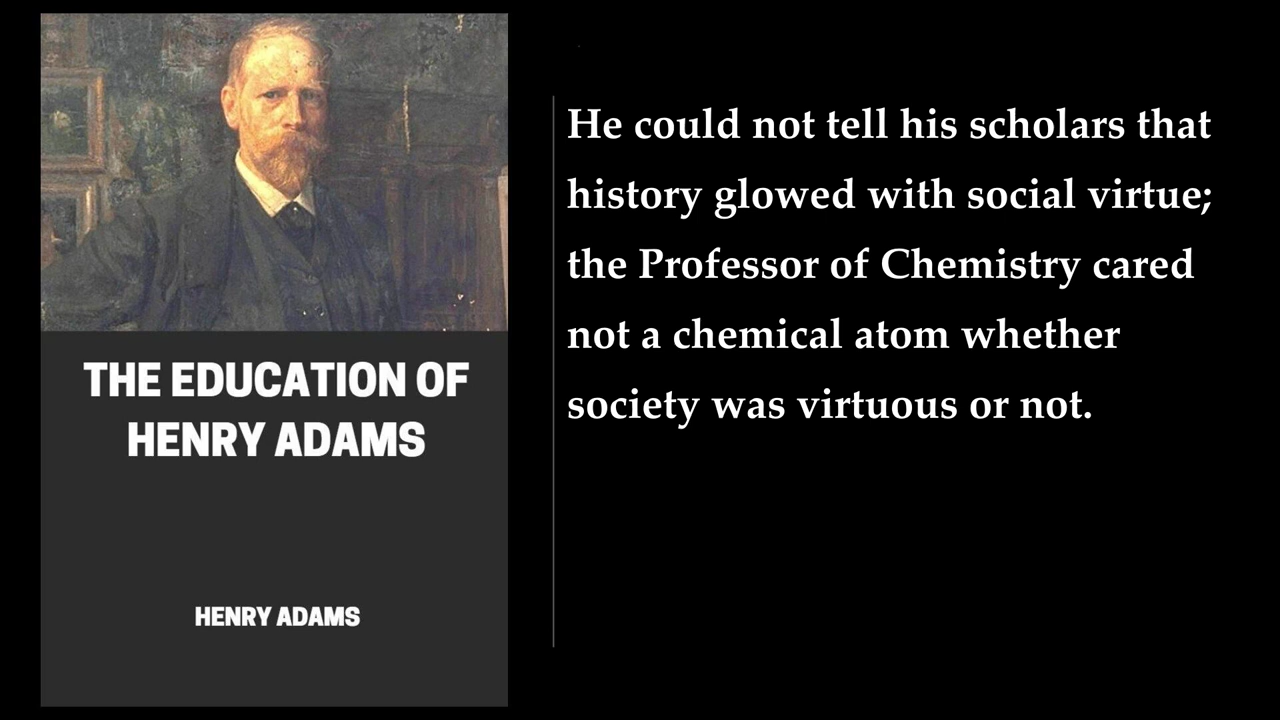 THE EDUCATION OF
HENRY ADAMS
HENRY ADAMS
He could not tell his scholars that
history glowed with social virtue;
the Professor of Chemistry cared
not a chemical atom whether
society was virtuous or not.